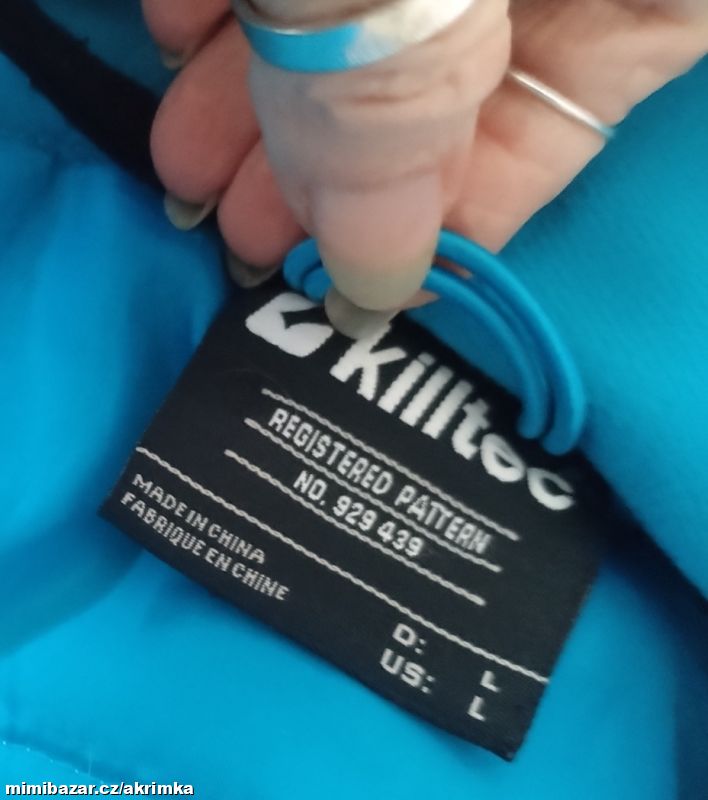 killtec
REGISTERED PATTERN
NO. 929 439
MADE IN CHINA
FABRIQUE EN CHINE
D: L
US: L
mimibazar.cz/akrimka